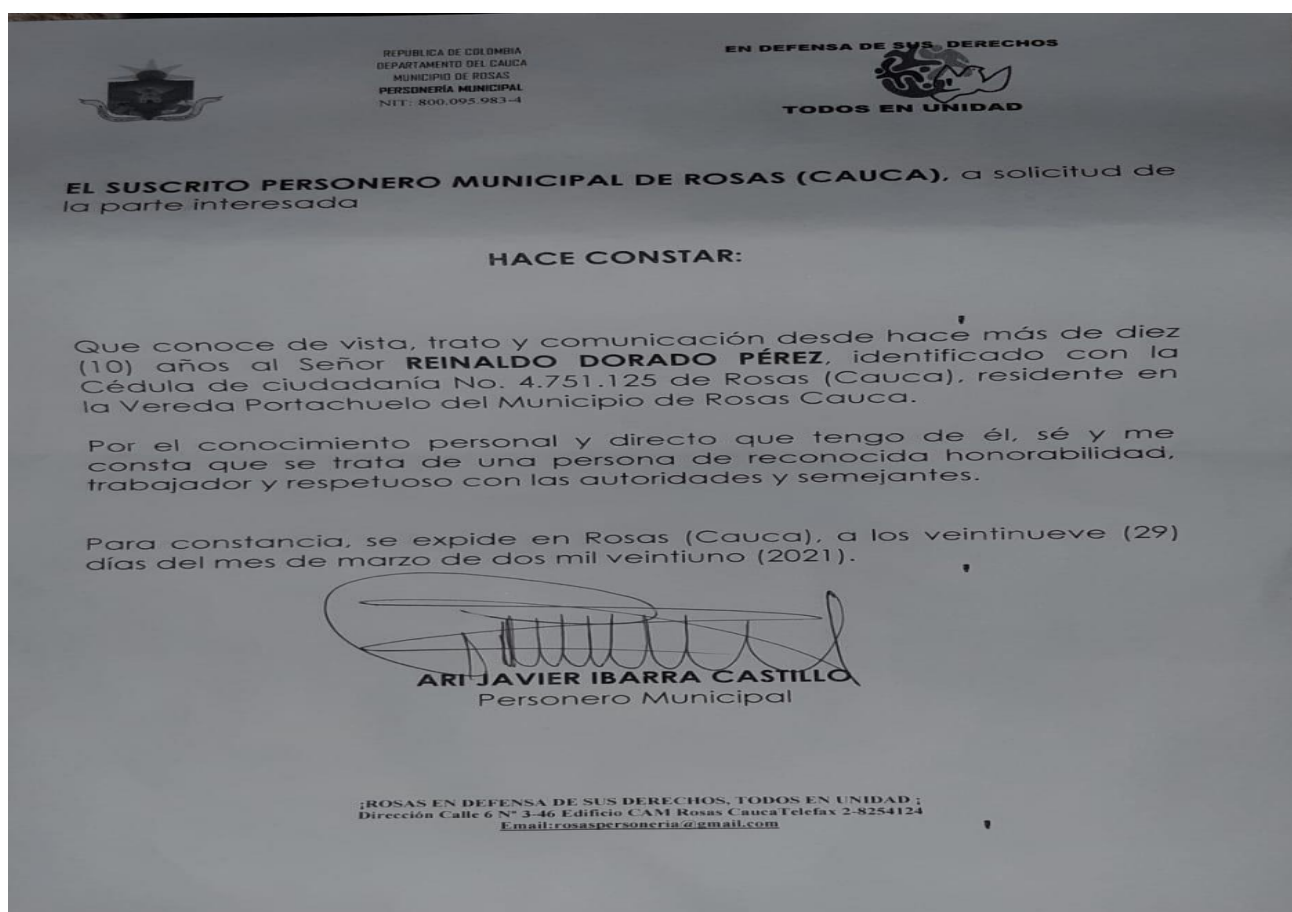 REPUBLICA DE COLOMBIA
DEPARTAMENTO DEL CAUCA
MUNICIPIO DE ROSAS
PERSONERÍA MUNICIPAL
NIT: 800.095.983-4
EN DEFENSA DE SUS DERECHOS
TODOS EN UNIDAD
EL SUSCRITO PERSONERO MUNICIPAL DE ROSAS (CAUCA), a solicitud de
la parte interesada
HACE CONSTAR:
Que conoce de vista, trato y comunicación desde hace más de diez
(10) años al Señor REINALDO DORADO PÉREZ, identificado con la
Cédula de ciudadanía No. 4.751.125 de Rosas (Cauca), residente en
la Vereda Portachuelo del Municipio de Rosas Cauca.
Por el conocimiento personal y directo que tengo de él, sé y me
consta que se trata de una persona de reconocida honorabilidad,
trabajador y respetuoso con las autoridades y semejantes.
Para constancia, se expide en Rosas (Cauca), a los veintinueve (29)
días del mes de marzo de dos mil veintiuno (2021).
ARI JAVIER IBARRA CASTILLO
Personero Municipal
¡ROSAS EN DEFENSA DE SUS DERECHOS, TODOS EN UNIDAD ¡
Dirección Calle 6 N° 3-46 Edificio CAM Rosas CaucaTelefax 2-8254124
Email:rosaspersoneria@gmail.com